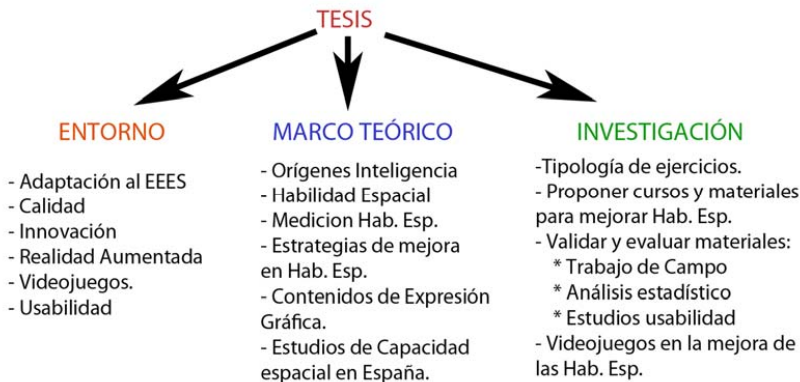 TESIS
ENTORNO
- Adaptación al EEES
- Calidad
- Innovación
- Realidad Aumentada
- Videojuegos.
- Usabilidad
MARCO TEÓRICO
- Orígenes Inteligencia
- Habilidad Espacial
- Medicion Hab. Esp.
- Estrategias de mejora
en Hab. Esp.
- Contenidos de Expresión
Gráfica.
- Estudios de Capacidad
espacial en España.
INVESTIGACIÓN
-Tipología de ejercicios.
- Proponer cursos y materiales
para mejorar Hab. Esp.
- Validar y evaluar materiales:
* Trabajo de Campo
* Análisis estadístico
* Estudios usabilidad
- Videojuegos en la mejora de
las Hab. Esp.